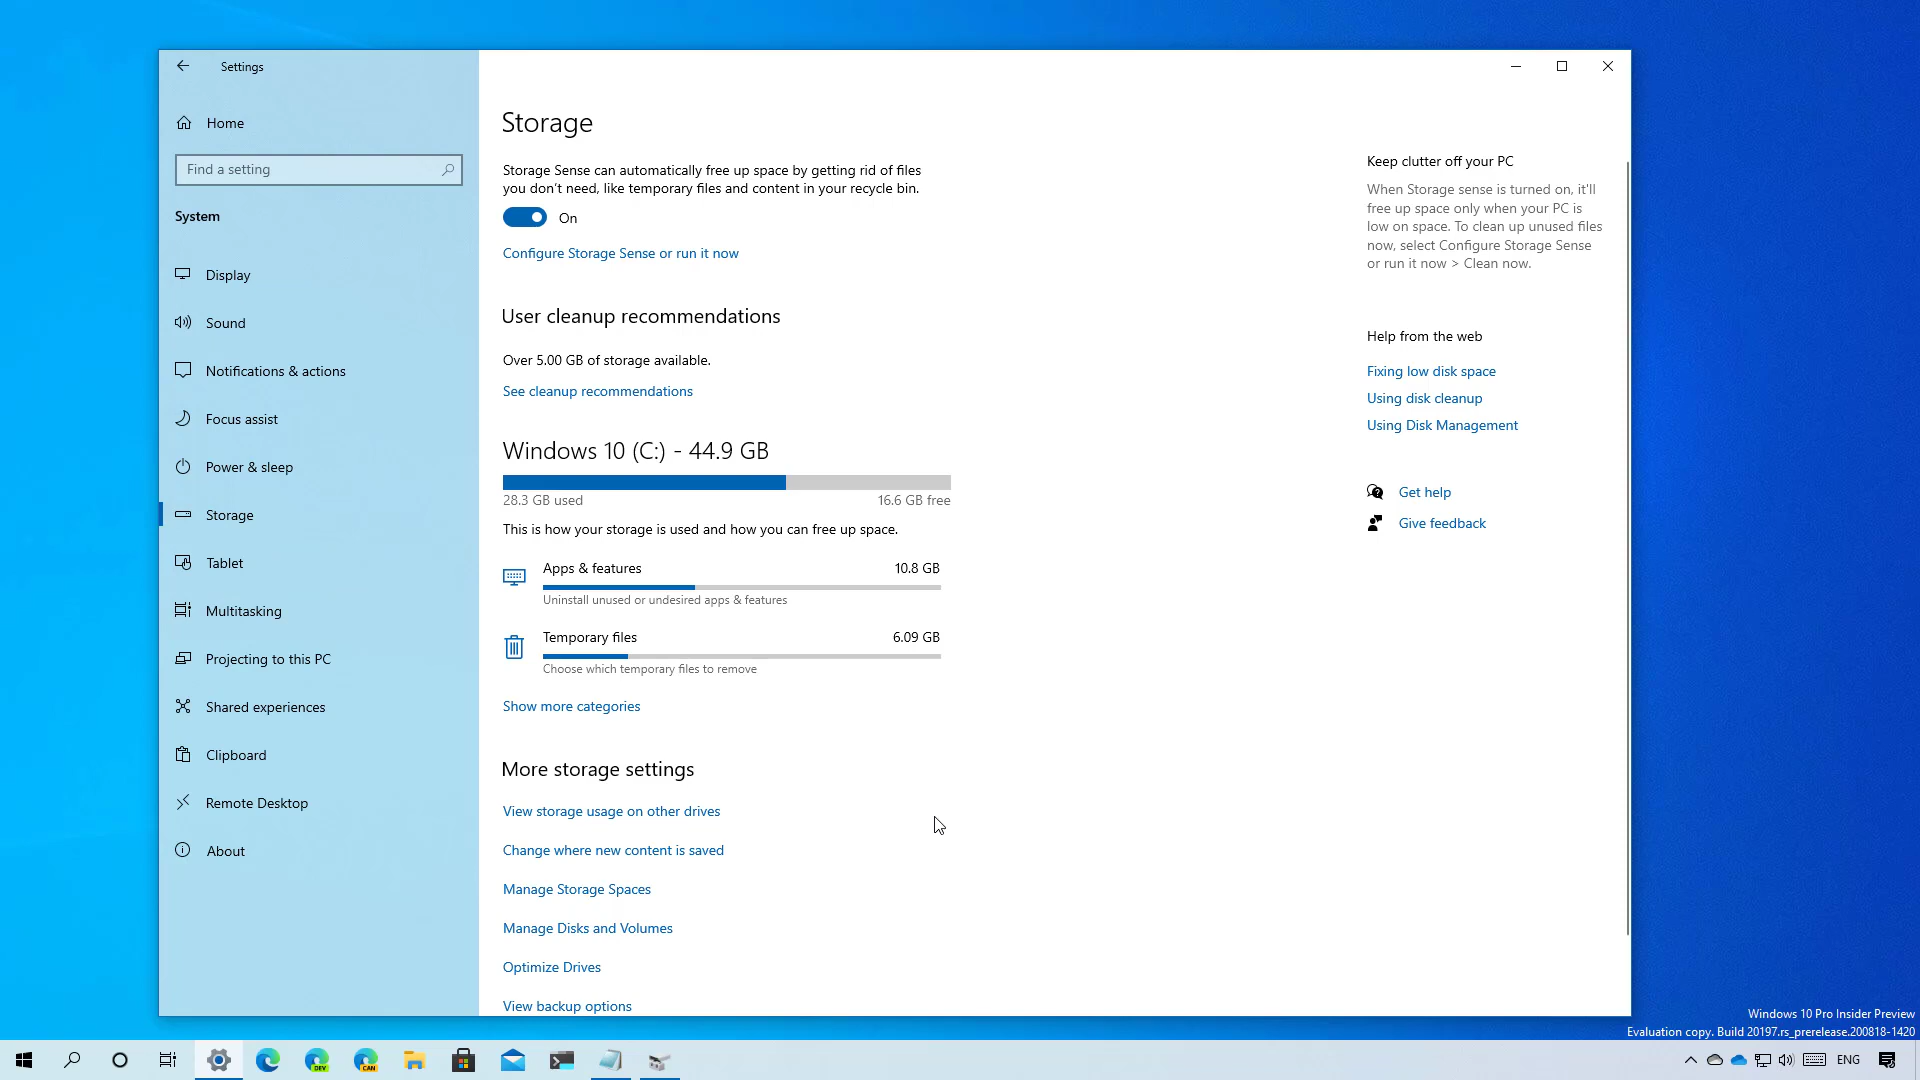 Settings
Home
Find a setting
System
Display
Sound
Notifications & actions
Focus assist
Power & sleep
Storage
Tablet
Multitasking
Projecting to this PC
Shared experiences
Clipboard
Remote Desktop
About
Storage
Storage Sense can automatically free up space by getting rid of files
you don't need, like temporary files and content in your recycle bin.
On
Configure Storage Sense or run it now
User cleanup recommendations
Over 5.00 GB of storage available.
See cleanup recommendations
Windows 10 (C:) - 44.9 GB
28.3 GB used 16.6 GB free
This is how your storage is used and how you can free up space.
Apps & features 10.8 GB
Uninstall unused or undesired apps & features
Temporary files 6.09 GB
Choose which temporary files to remove
Show more categories
More storage settings
View storage usage on other drives
Change where new content is saved
Manage Storage Spaces
Manage Disks and Volumes
Optimize Drives
View backup options
Keep clutter off your PC
When Storage sense is turned on, it'll
free up space only when your PC is
low on space. To clean up unused files
now, select Configure Storage Sense
or run it now > Clean now.
Help from the web
Fixing low disk space
Using disk cleanup
Using Disk Management
Get help
Give feedback
Windows 10 Pro Insider Preview
Evaluation copy. Build 20197.rs_prerelease.200818-1420
DEV
CAN
ENG